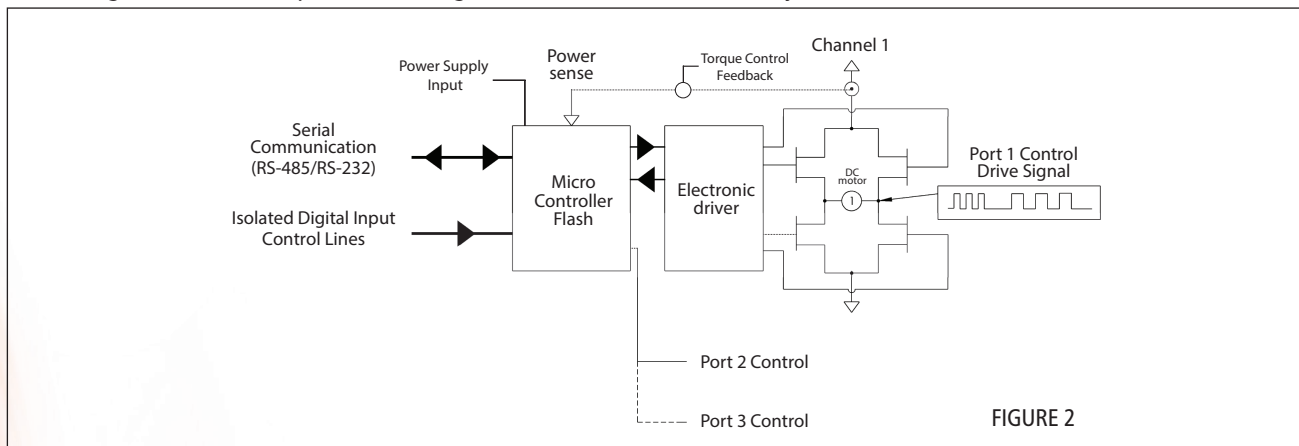 Channel 1
Power
sense
Torque Control
Feedback
Power Supply
Input
Serial
Communication
(RS-485/RS-232)
Isolated Digital Input
Control Lines
Micro
Controller
Flash
Electronic
driver
DC
motor
1
Port 1 Control
Drive Signal
Port 2 Control
Port 3 Control
FIGURE 2